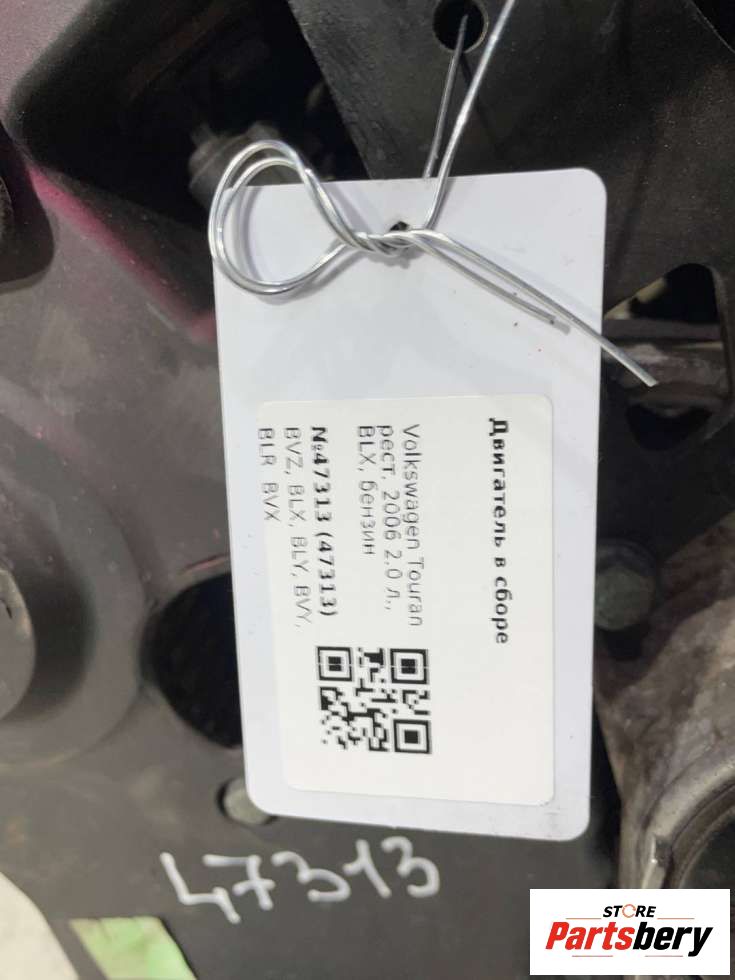 Двигатель в сборе
Volkswagen Touran
рест. 2006 2,0 л.,
BLX, бензин
№47313 (47313)
BVZ, BLX, BLY, BVY,
BLR BVX
47313
STORE
Partsbery